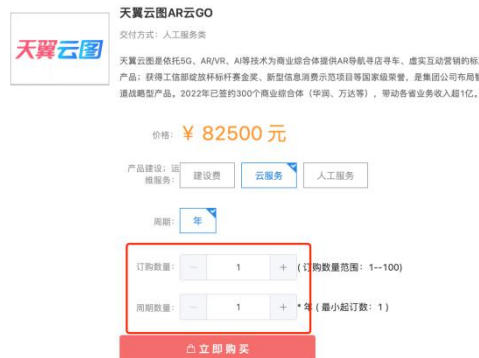 天翼云图AR云GO
交付方式：人工服务类
天翼云图
天翼云图是依托5G、AR/VR、AI等技术为商业综合体提供AR导航寻店寻车、虚实互动营销的标
产品；获得工信部绽放杯标杆赛金奖、新型信息消费示范项目等国家级荣誉，是集团公司布局智
道战略型产品。2022年已签约300个商业综合体（华润、万达等），带动各省业务收入超1亿。
价格：¥ 82500 元
产品建设；运
维服务： 建设费 云服务 人工服务
周期： 年
订购数量： － 1 + ( 订购数量范围：1--100)
周期数量： － 1 + * 年 ( 最小起订数：1 )
立即购买